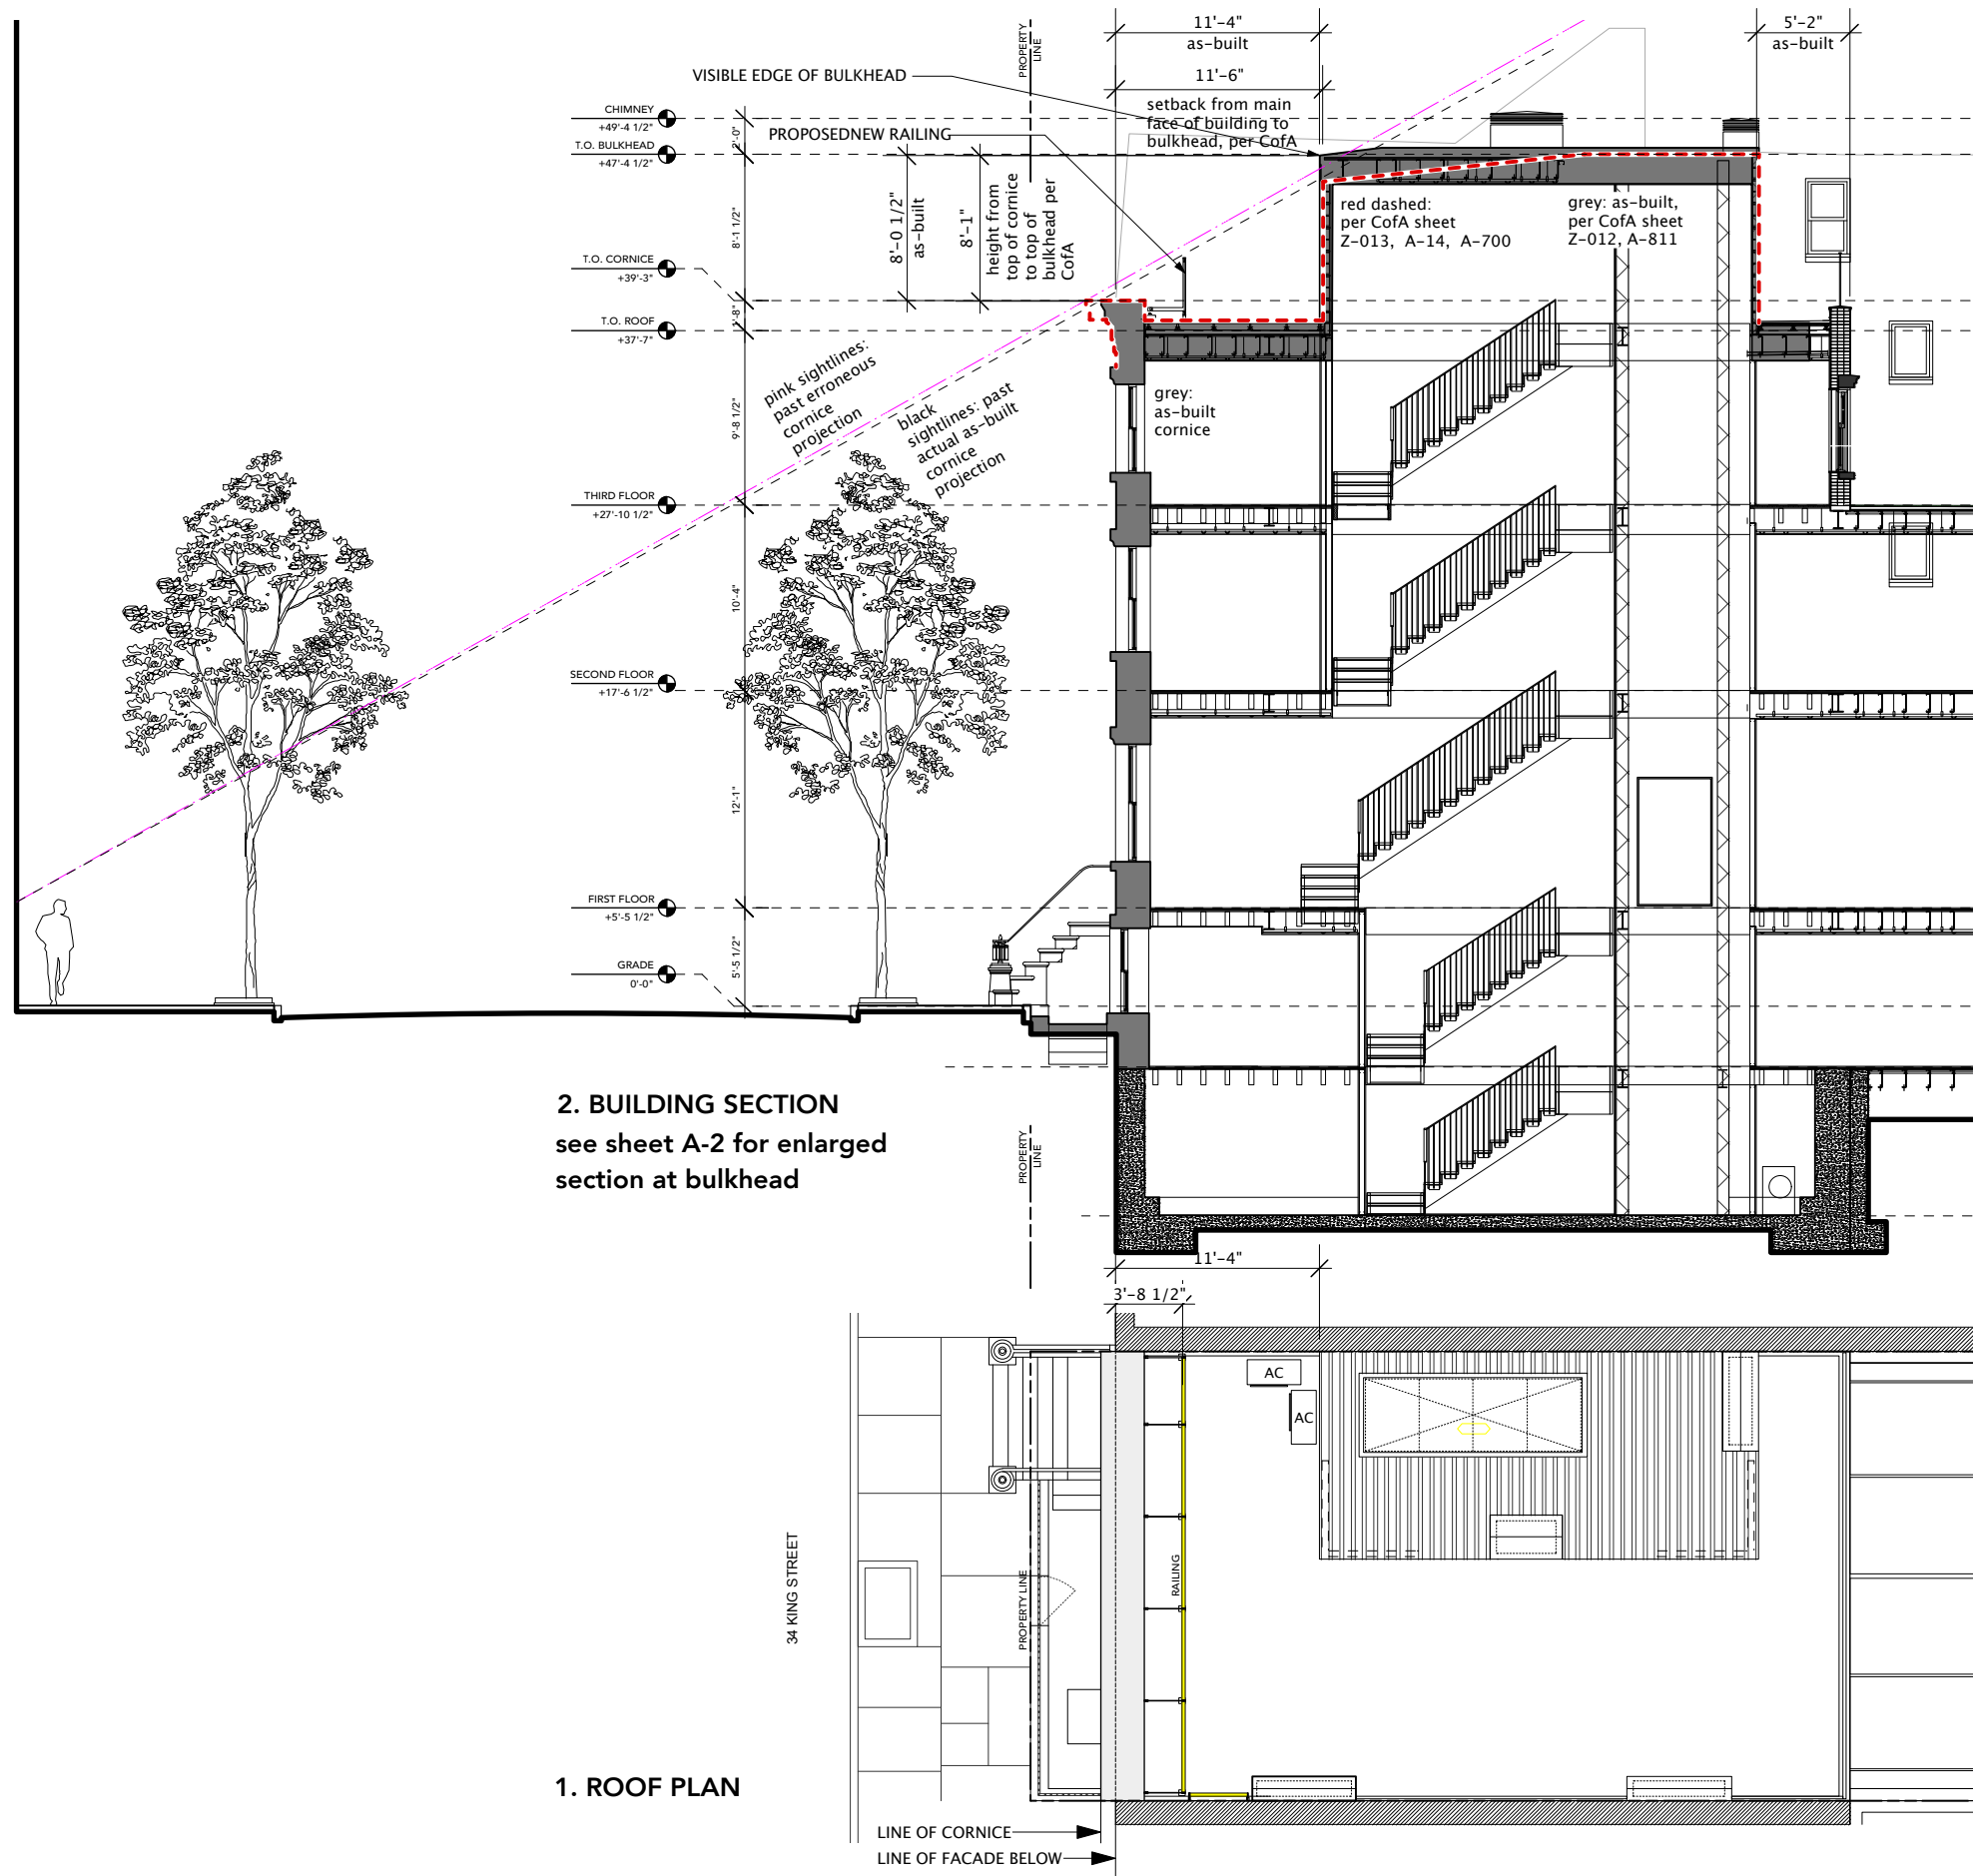 11'-4"
as-built
5'-2"
as-built
PROPERTY
LINE
VISIBLE EDGE OF BULKHEAD
11'-6"
setback from main
face of building to
bulkhead, per CofA
PROPOSEDNEW RAILING
CHIMNEY
+49'-4 1/2"
2'-0"
T.O. BULKHEAD
+47'-4 1/2"
8'-1 1/2"
8'-0 1/2"
as-built
8'-1"
height from
top of cornice
to top of
bulkhead per
CofA
red dashed:
per CofA sheet
Z-013, A-14, A-700
grey: as-built,
per CofA sheet
Z-012, A-811
T.O. CORNICE
+39'-3"
1'-8"
T.O. ROOF
+37'-7"
pink sightlines:
past erroneous
cornice
projection
black
sightlines: past
actual as-built
cornice
projection
grey:
as-built
cornice
9'-8 1/2"
THIRD FLOOR
+27'-10 1/2"
10'-4"
SECOND FLOOR
+17'-6 1/2"
12'-1"
FIRST FLOOR
+5'-5 1/2"
5'-5 1/2"
GRADE
0'-0"
2. BUILDING SECTION
see sheet A-2 for enlarged
section at bulkhead
PROPERTY
LINE
11'-4"
3'-8 1/2"
AC
AC
34 KING STREET
PROPERTY LINE
RAILING
1. ROOF PLAN
LINE OF CORNICE
LINE OF FACADE BELOW